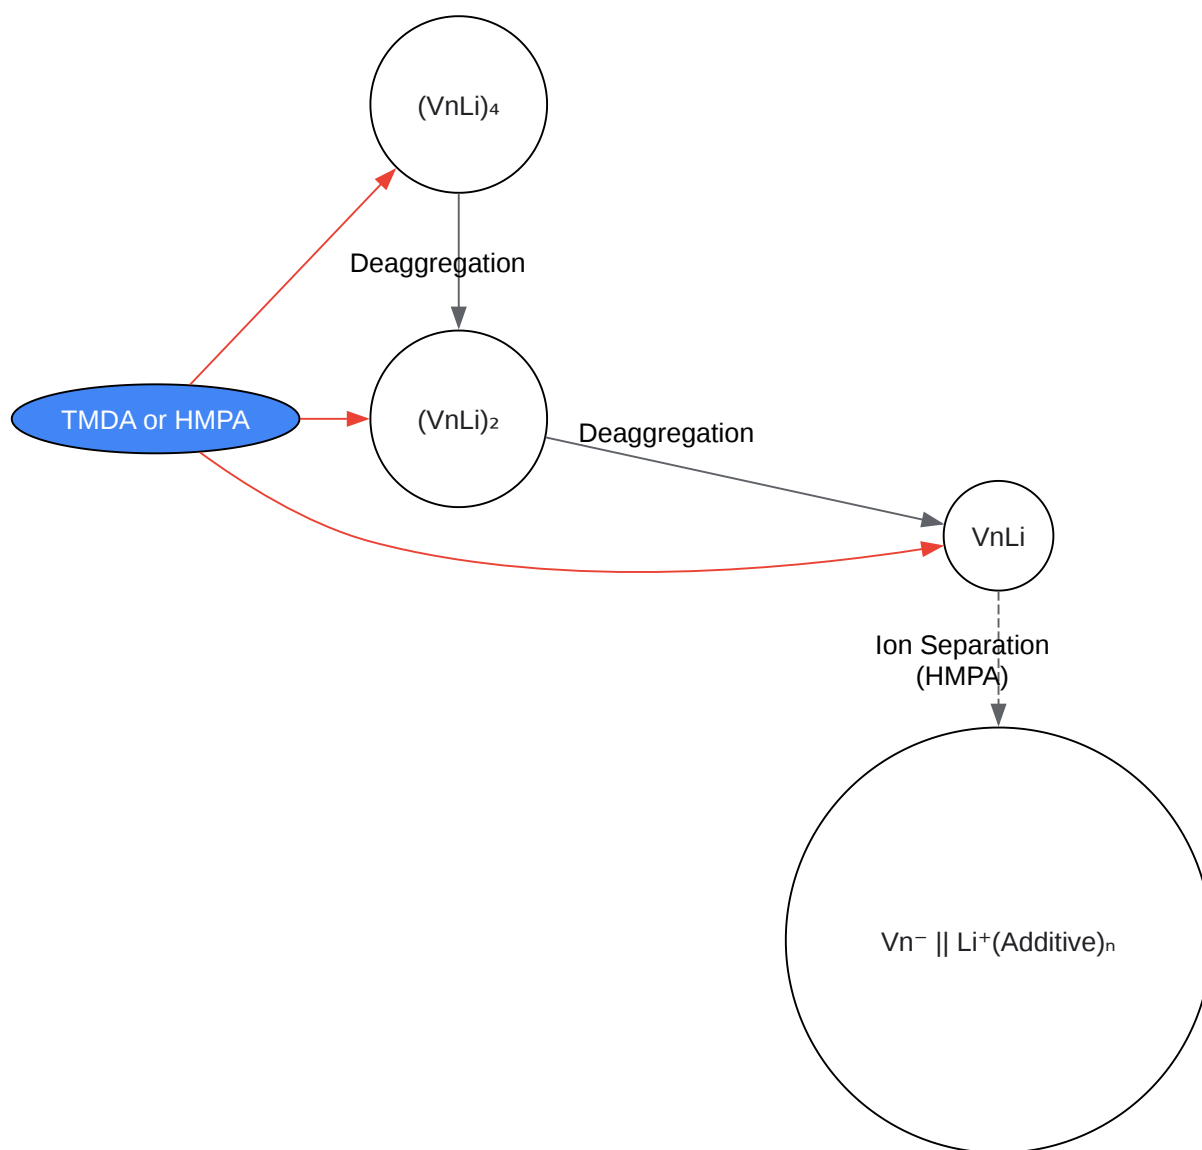 (VnLi)₄
Deaggregation
TMDA or HMPA
(VnLi)₂
Deaggregation
VnLi
Ion Separation
(HMPA)
Vn⁻ || Li⁺(Additive)ₙ